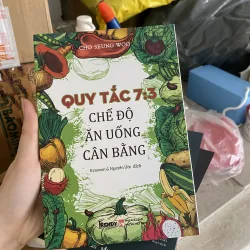 CHO SEUNG WOO
QUY TẮC 7:3
CHẾ ĐỘ
ĂN UỐNG
CÂN BẰNG